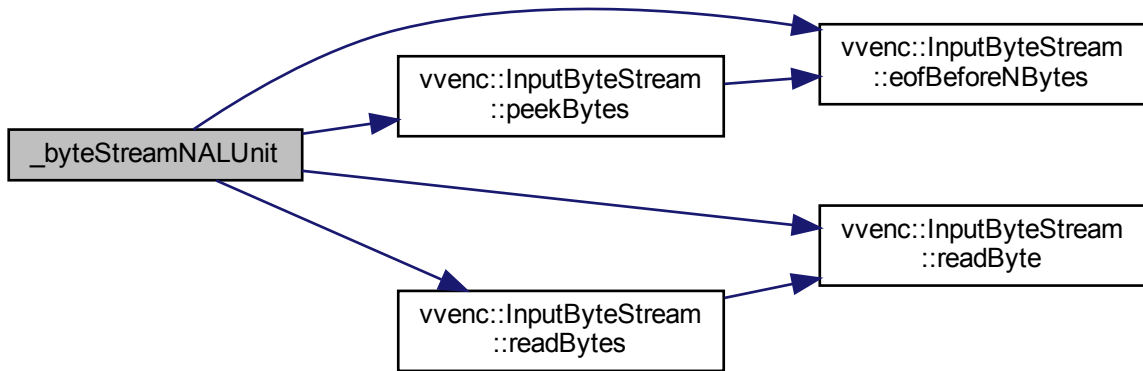 _byteStreamNALUnit
vvenc::InputByteStream
::peekBytes
vvenc::InputByteStream
::eofBeforeNBytes
vvenc::InputByteStream
::readBytes
vvenc::InputByteStream
::readByte